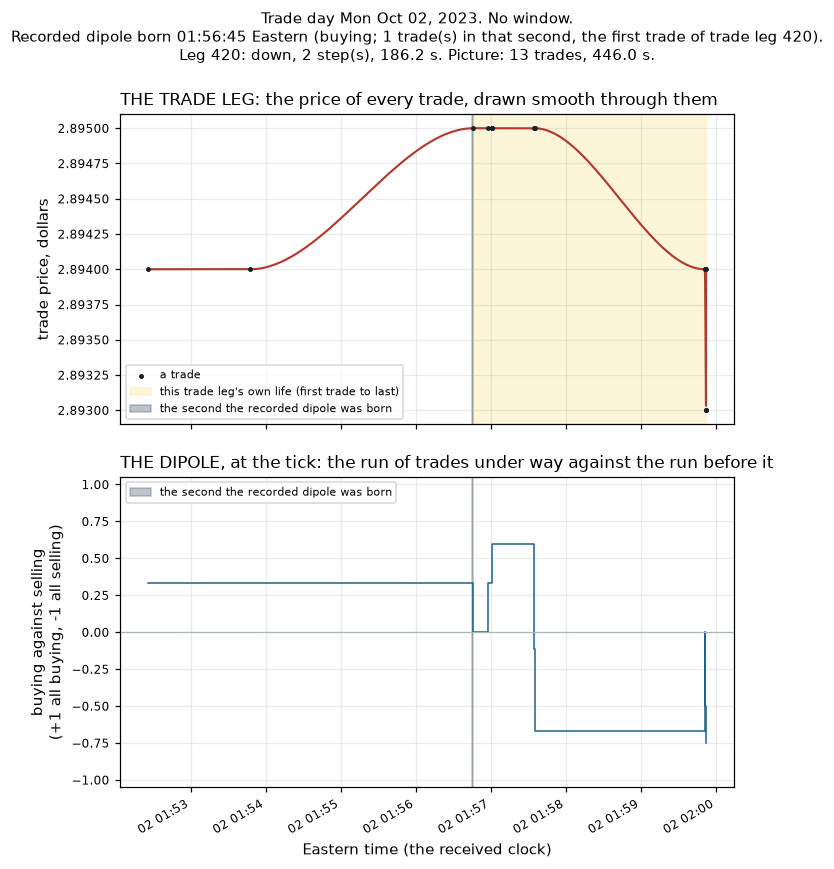 Trade day Mon Oct 02, 2023. No window.
Recorded dipole born 01:56:45 Eastern (buying; 1 trade(s) in that second, the first trade of trade leg 420).
Leg 420: down, 2 step(s), 186.2 s. Picture: 13 trades, 446.0 s.
THE TRADE LEG: the price of every trade, drawn smooth through them
trade price, dollars
2.89500
2.89475
2.89450
2.89425
2.89400
2.89375
2.89350
2.89325
2.89300
a trade
this trade leg's own life (first trade to last)
the second the recorded dipole was born
THE DIPOLE, at the tick: the run of trades under way against the run before it
buying against selling
(+1 all buying, -1 all selling)
1.00
0.75
0.50
0.25
0.00
−0.25
−0.50
−0.75
−1.00
the second the recorded dipole was born
02 01:53
02 01:54
02 01:55
02 01:56
02 01:57
02 01:58
02 01:59
02 02:00
Eastern time (the received clock)